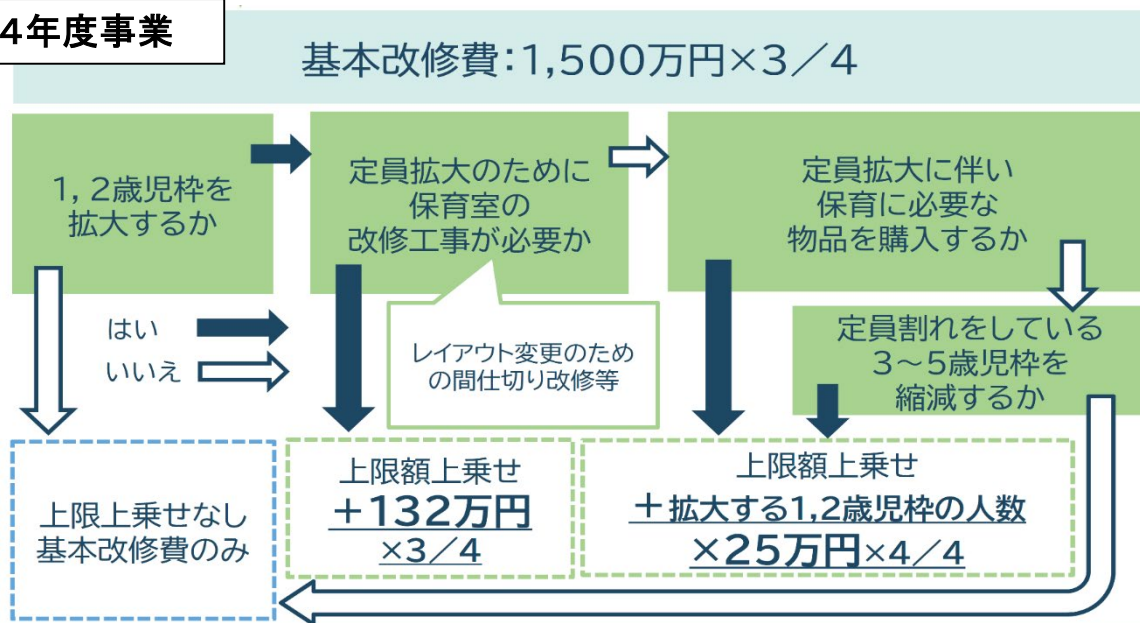 4年度事業
基本改修費:1,500万円×3／4
1,2歳児枠を
拡大するか
定員拡大のために
保育室の
改修工事が必要か
定員拡大に伴い
保育に必要な
物品を購入するか
はい
いいえ
レイアウト変更のため
の間仕切り改修等
定員割れをしている
3～5歳児枠を
縮減するか
上限上乗せなし
基本改修費のみ
上限額上乗せ
＋132万円
×3／4
上限額上乗せ
＋拡大する1,2歳児枠の人数
×25万円×4／4